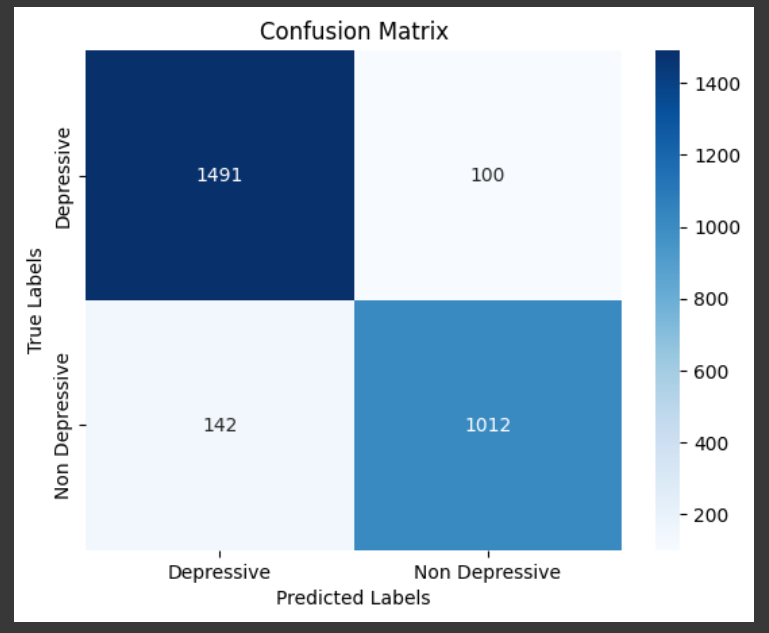 Confusion Matrix
True Labels
Depressive
Non Depressive
1491
100
142
1012
Depressive
Non Depressive
Predicted Labels
1400
1200
1000
800
600
400
200